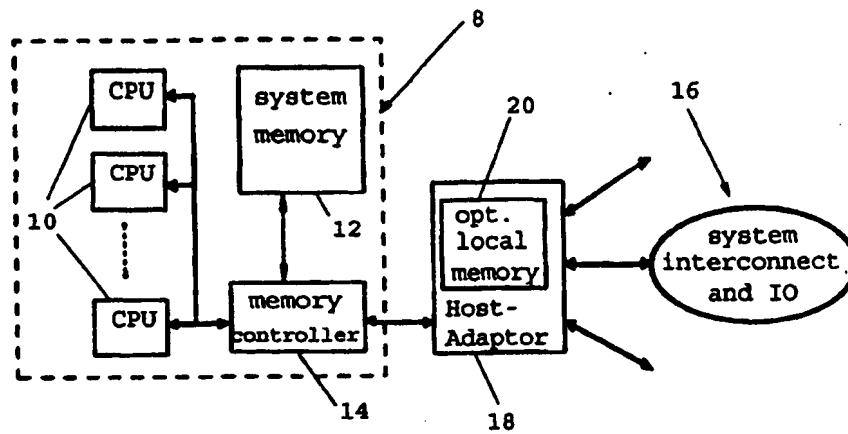 8
CPU
system
memory
20
16
CPU
10
12
opt.
local
memory
system
interconnect
and IO
CPU
memory
controller
Host-
Adaptor
14
18